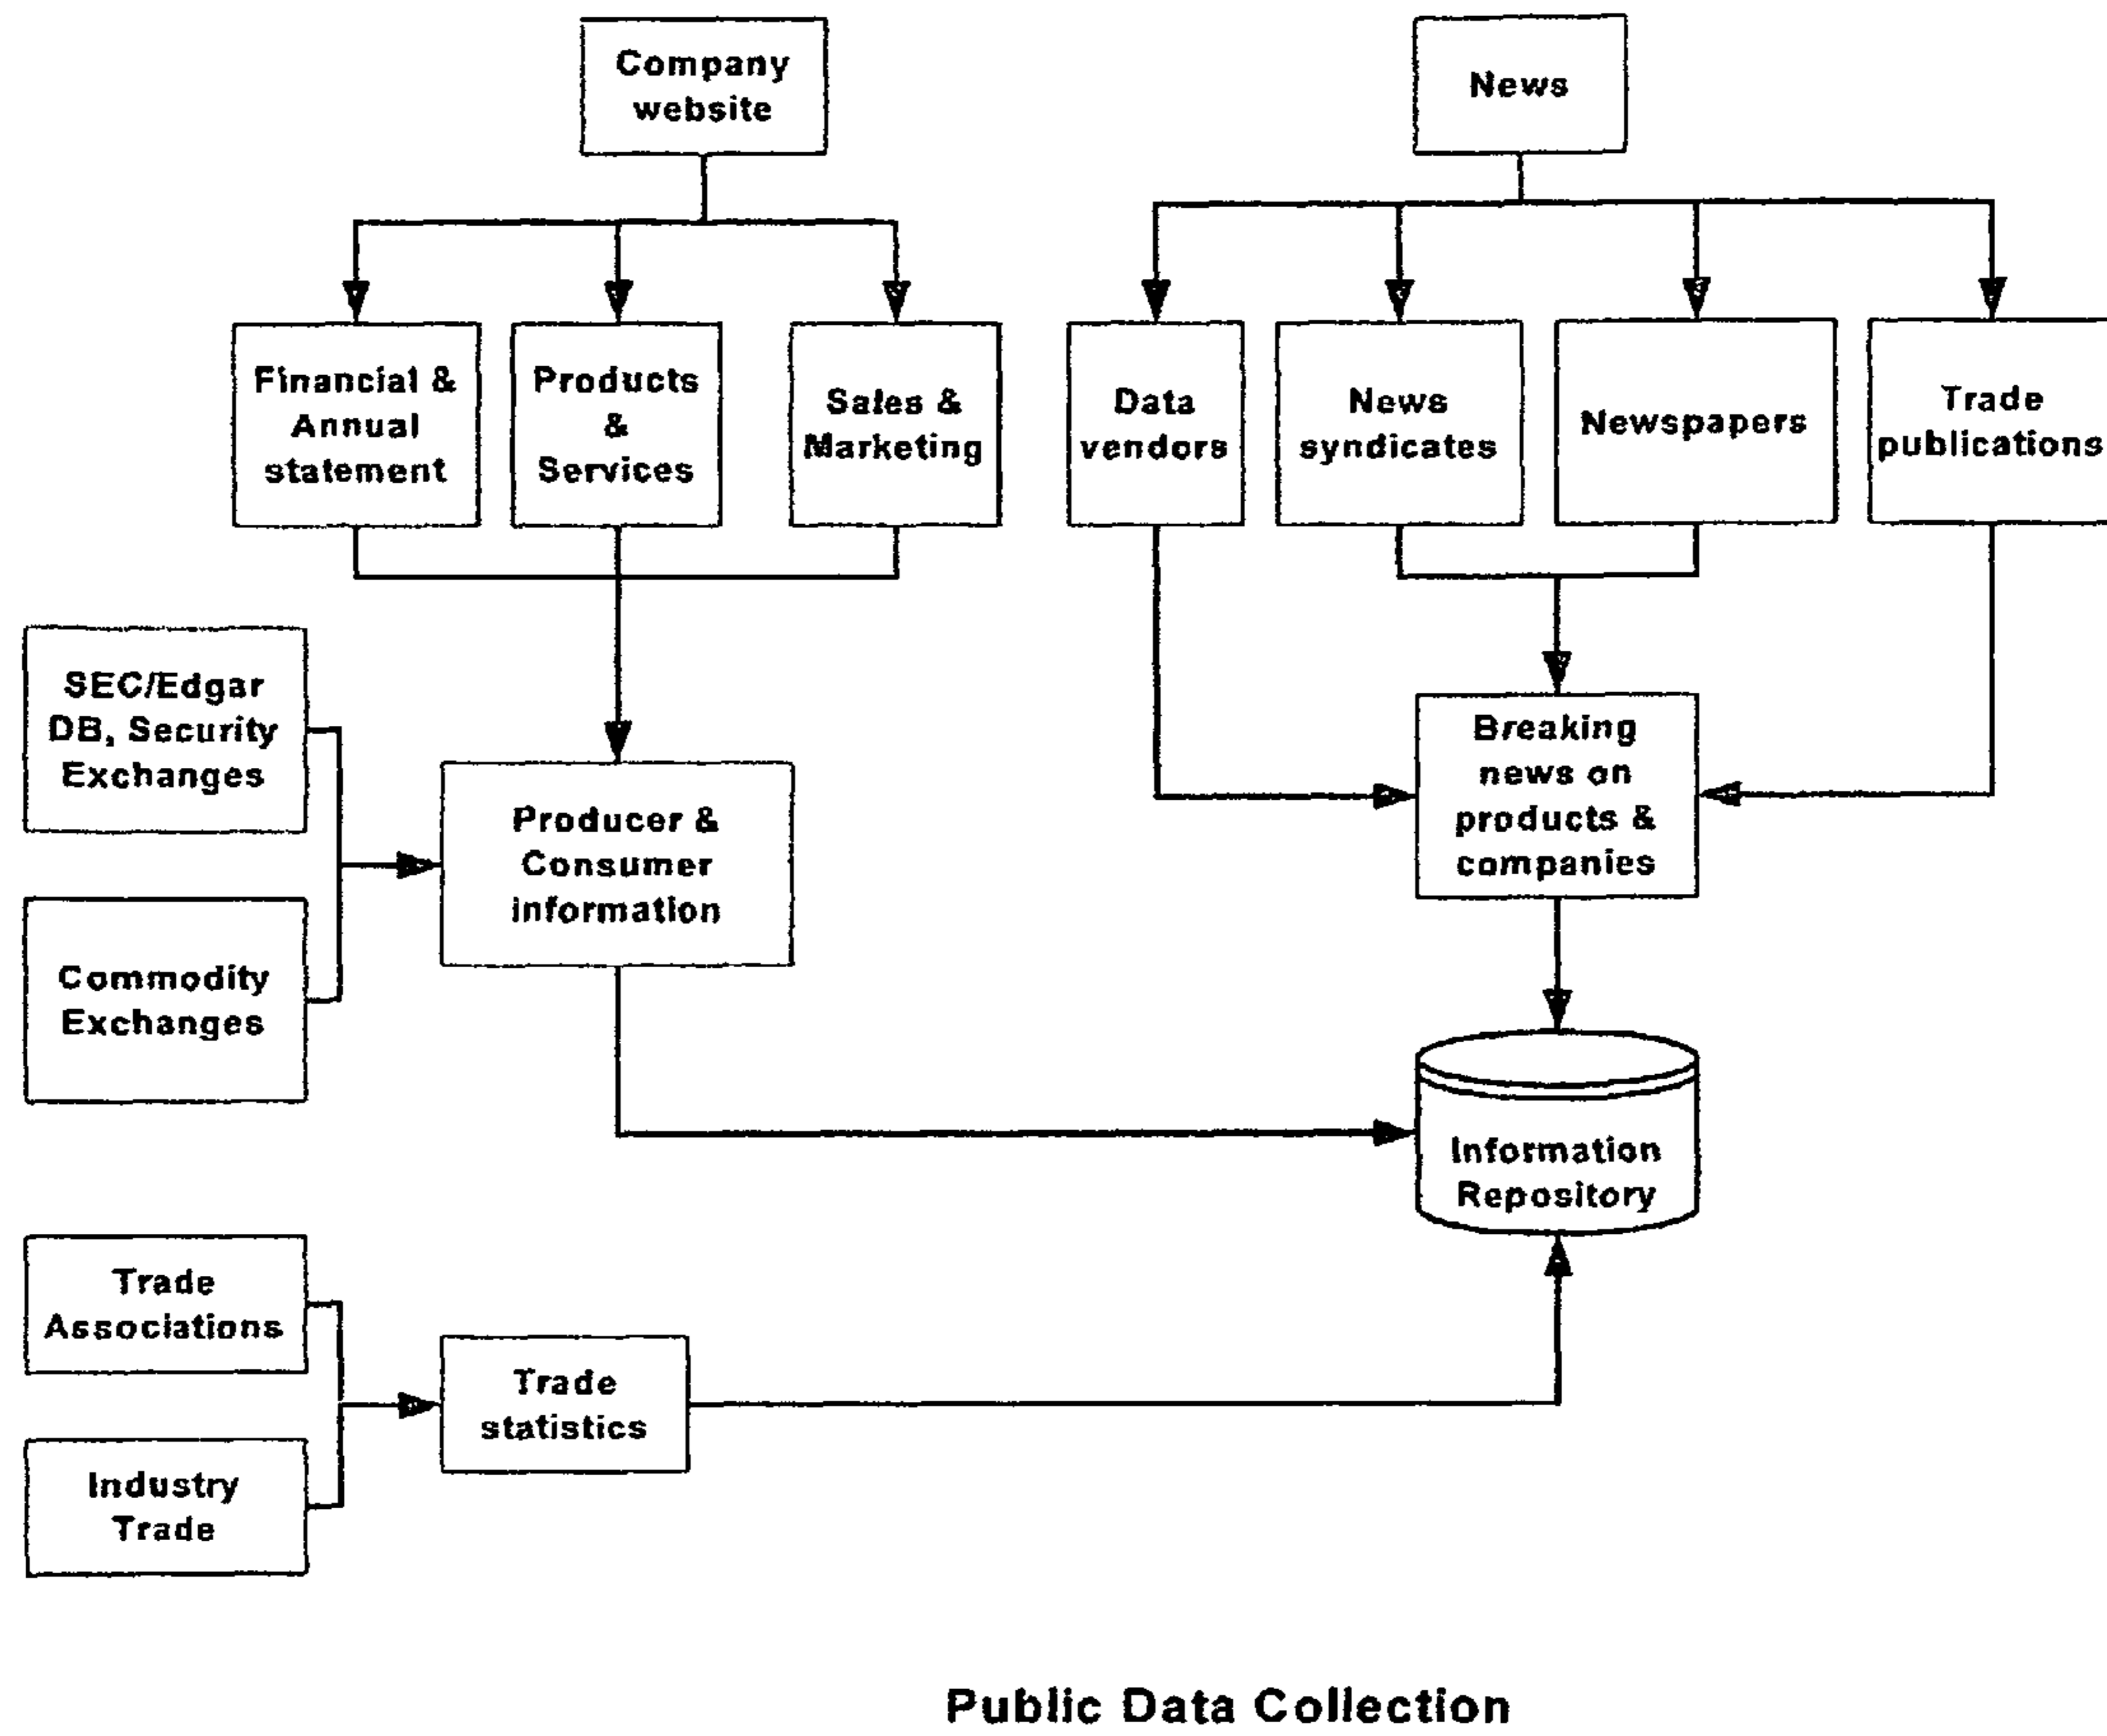 Company
website
News
Financial &
Annual
statement
Products
&
Services
Sales &
Marketing
Data
vendors
News
syndicates
Newspapers
Trade
publications
SEC/Edgar
DB, Security
Exchanges
Commodity
Exchanges
Producer &
Consumer
information
Breaking
news on
products &
companies
Information
Repository
Trade
Associations
Industry
Trade
Trade
statistics
Public Data Collection